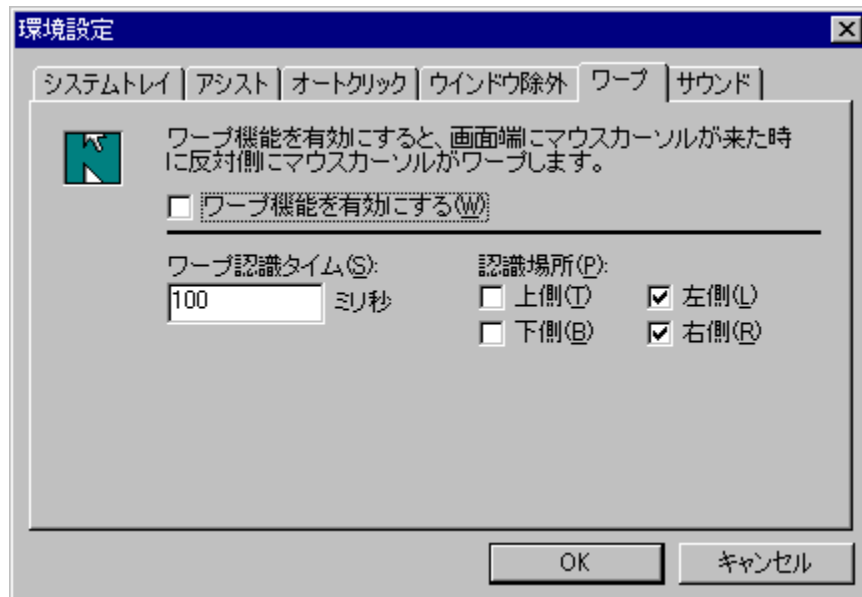 環境設定
システムトレイ アシスト オートクリック ウインドウ除外 ワープ サウンド
ワープ機能を有効にすると、画面端にマウスカーソルが来た時
に反対側にマウスカーソルがワープします。
ワープ機能を有効にする(W)
ワープ認識タイム(S): 認識場所(P):
100 ミリ秒 上側(T) 左側(L)
下側(B) 右側(R)
OK キャンセル